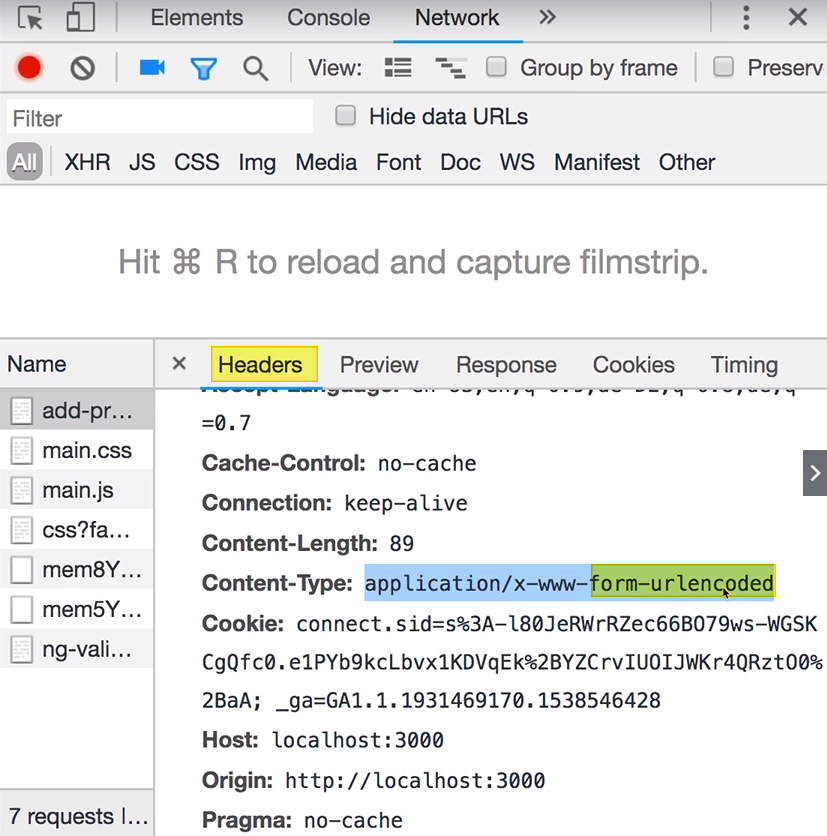 Elements Console Network »
View: Group by frame Preserv
Filter Hide data URLs
All XHR JS CSS Img Media Font Doc WS Manifest Other
Hit ⌘ R to reload and capture filmstrip.
Name
× Headers Preview Response Cookies Timing
add-pr...
main.css
main.js
css?fa...
mem8Y...
mem5Y...
ng-vali...
7 requests |...
=0.7
Cache-Control: no-cache
Connection: keep-alive
Content-Length: 89
Content-Type: application/x-www-form-urlencoded
Cookie: connect.sid=s%3A-l80JeRWrRZec66BO79ws-WGSK
CgQfc0.e1PYb9kcLbvx1KDVqEk%2BYZCrvIUOIJWKr4QRztO0%
2BaA; _ga=GA1.1.1931469170.1538546428
Host: localhost:3000
Origin: http://localhost:3000
Pragma: no-cache